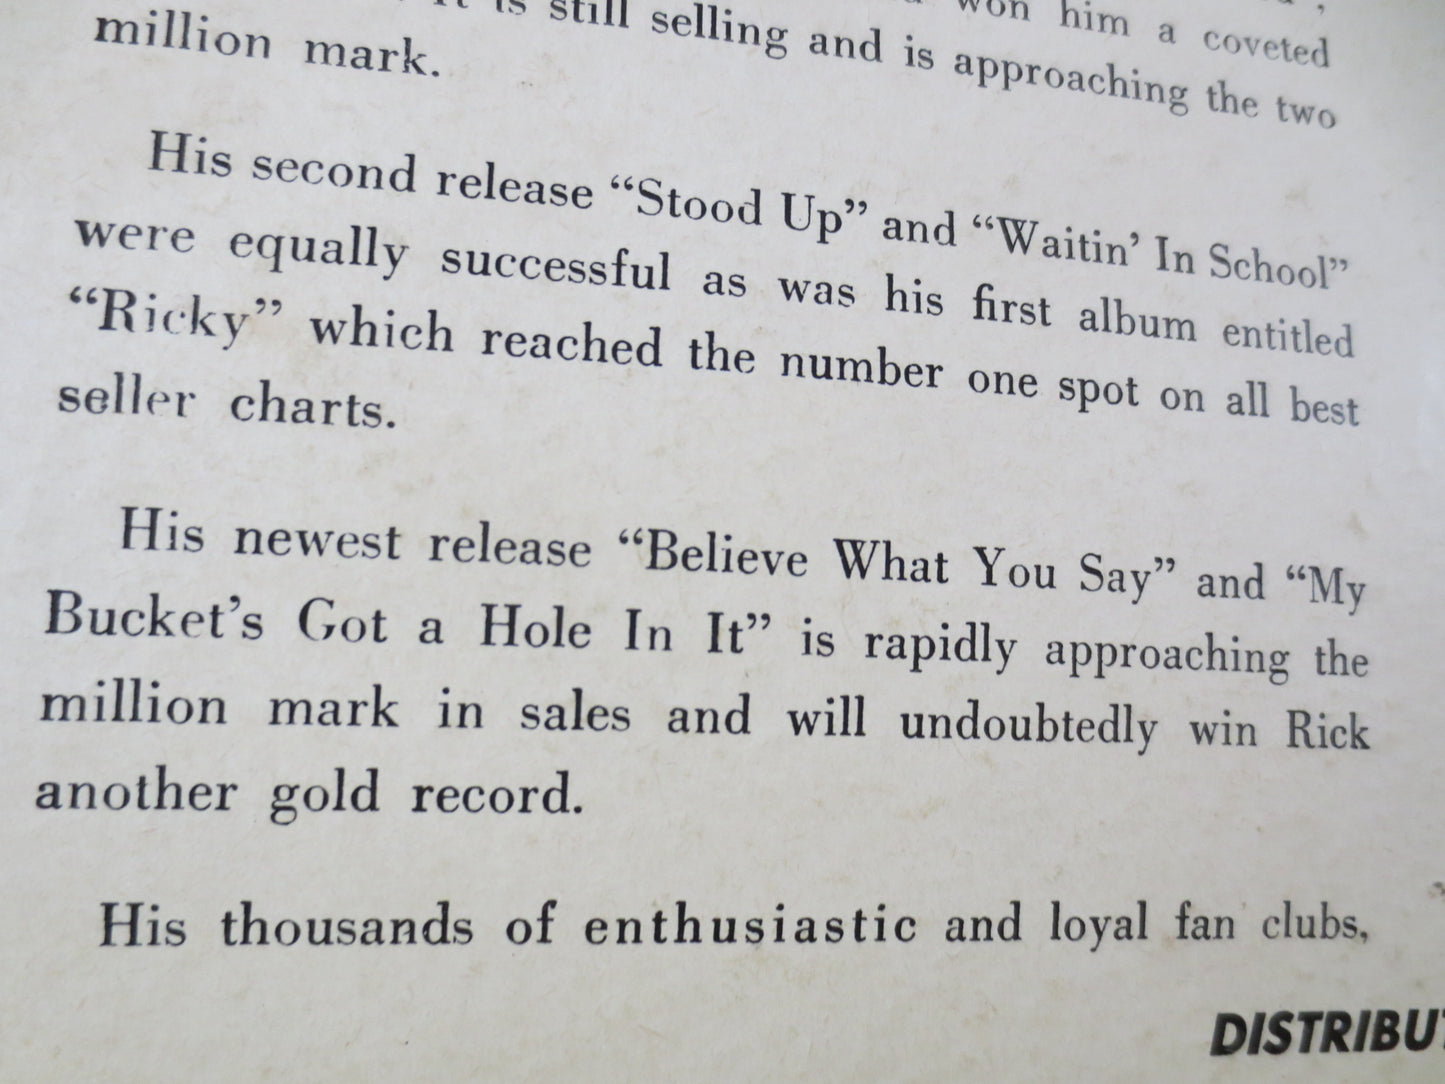 won him a coveted
is still selling and is approaching the two
million mark.
His second release “Stood Up” and “Waitin’ In School”
were equally successful as was his first album entitled
“Ricky” which reached the number one spot on all best
seller charts.
His newest release “Believe What You Say” and “My
Bucket’s Got a Hole In It” is rapidly approaching the
million mark in sales and will undoubtedly win Rick
another gold record.
His thousands of enthusiastic and loyal fan clubs,
DISTRIBUT